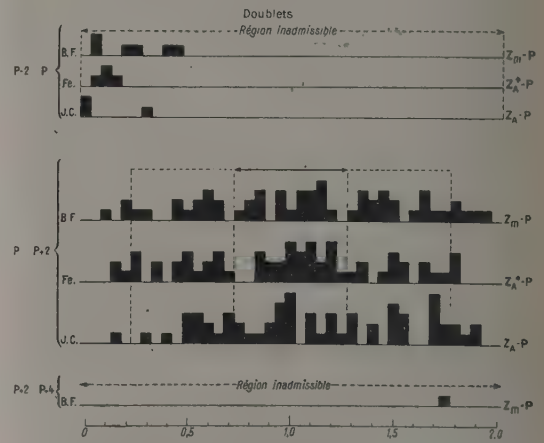 Doublets
Région inadmissible
P-2 P
B.F.
Zm-P
Fe.
ZA*-P
J.C.
ZA-P
P P+2
B.F
Zm-P
Fe.
ZA*-P
J.C.
ZA-P
P+2 P+4
Région inadmissible
B.F.
Zm-P
0 0,5 1,0 1,5 2.0